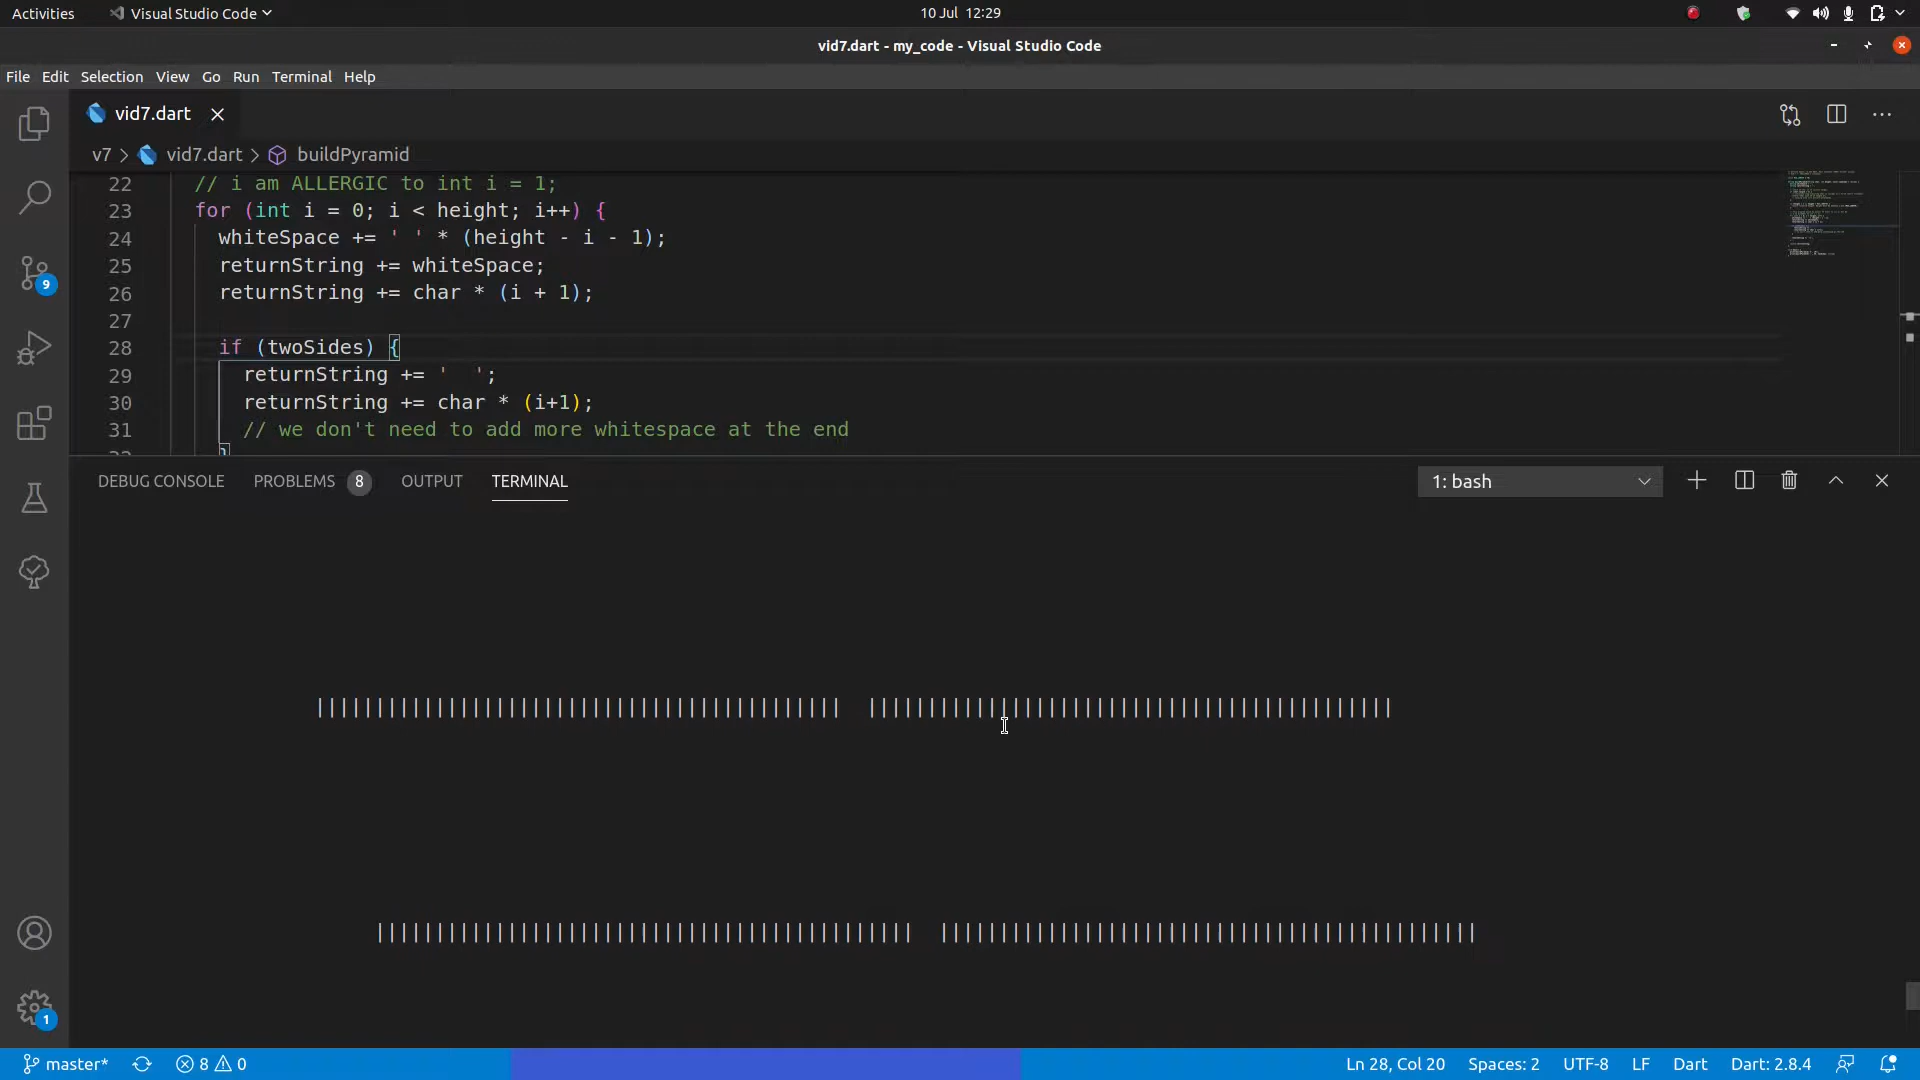 Activities Visual Studio Code 10 Jul 12:29
vid7.dart - my_code - Visual Studio Code
File Edit Selection View Go Run Terminal Help
vid7.dart
v7 > vid7.dart > buildPyramid
22 // i am ALLERGIC to int i = 1;
23 for (int i = 0; i < height; i++) {
24 whiteSpace += ' ' * (height - i - 1);
25 returnString += whiteSpace;
26 returnString += char * (i + 1);
27
28 if (twoSides) {
29 returnString += '  ';
30 returnString += char * (i+1);
31 // we don't need to add more whitespace at the end
9
DEBUG CONSOLE PROBLEMS 8 OUTPUT TERMINAL 1: bash
||||||||||||||||||||||||||||||||||||||||||||  ||||||||||||||||||||||||||||||||||||||||||||
|||||||||||||||||||||||||||||||||||||||||||||  |||||||||||||||||||||||||||||||||||||||||||||
1
master* 8 0 Ln 28, Col 20 Spaces: 2 UTF-8 LF Dart Dart: 2.8.4